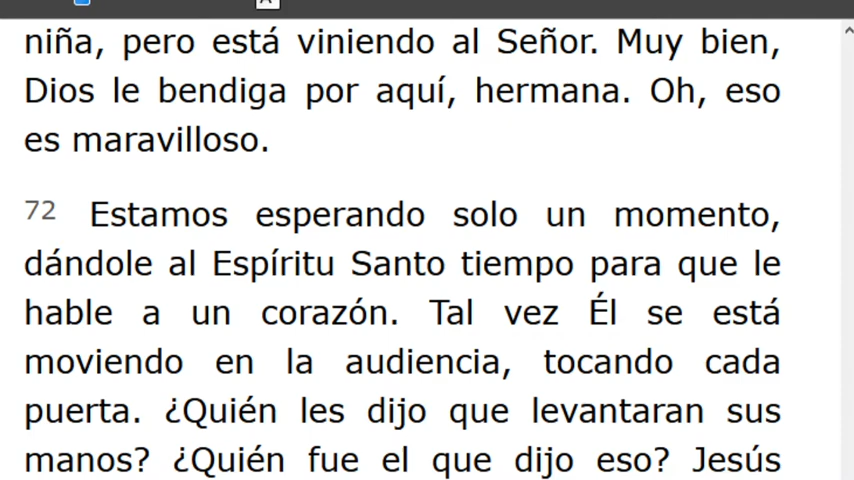 niña, pero está viniendo al Señor. Muy bien,
Dios le bendiga por aquí, hermana. Oh, eso
es maravilloso.
72 Estamos esperando solo un momento,
dándole al Espíritu Santo tiempo para que le
hable a un corazón. Tal vez Él se está
moviendo en la audiencia, tocando cada
puerta. ¿Quién les dijo que levantaran sus
manos? ¿Quién fue el que dijo eso? Jesús